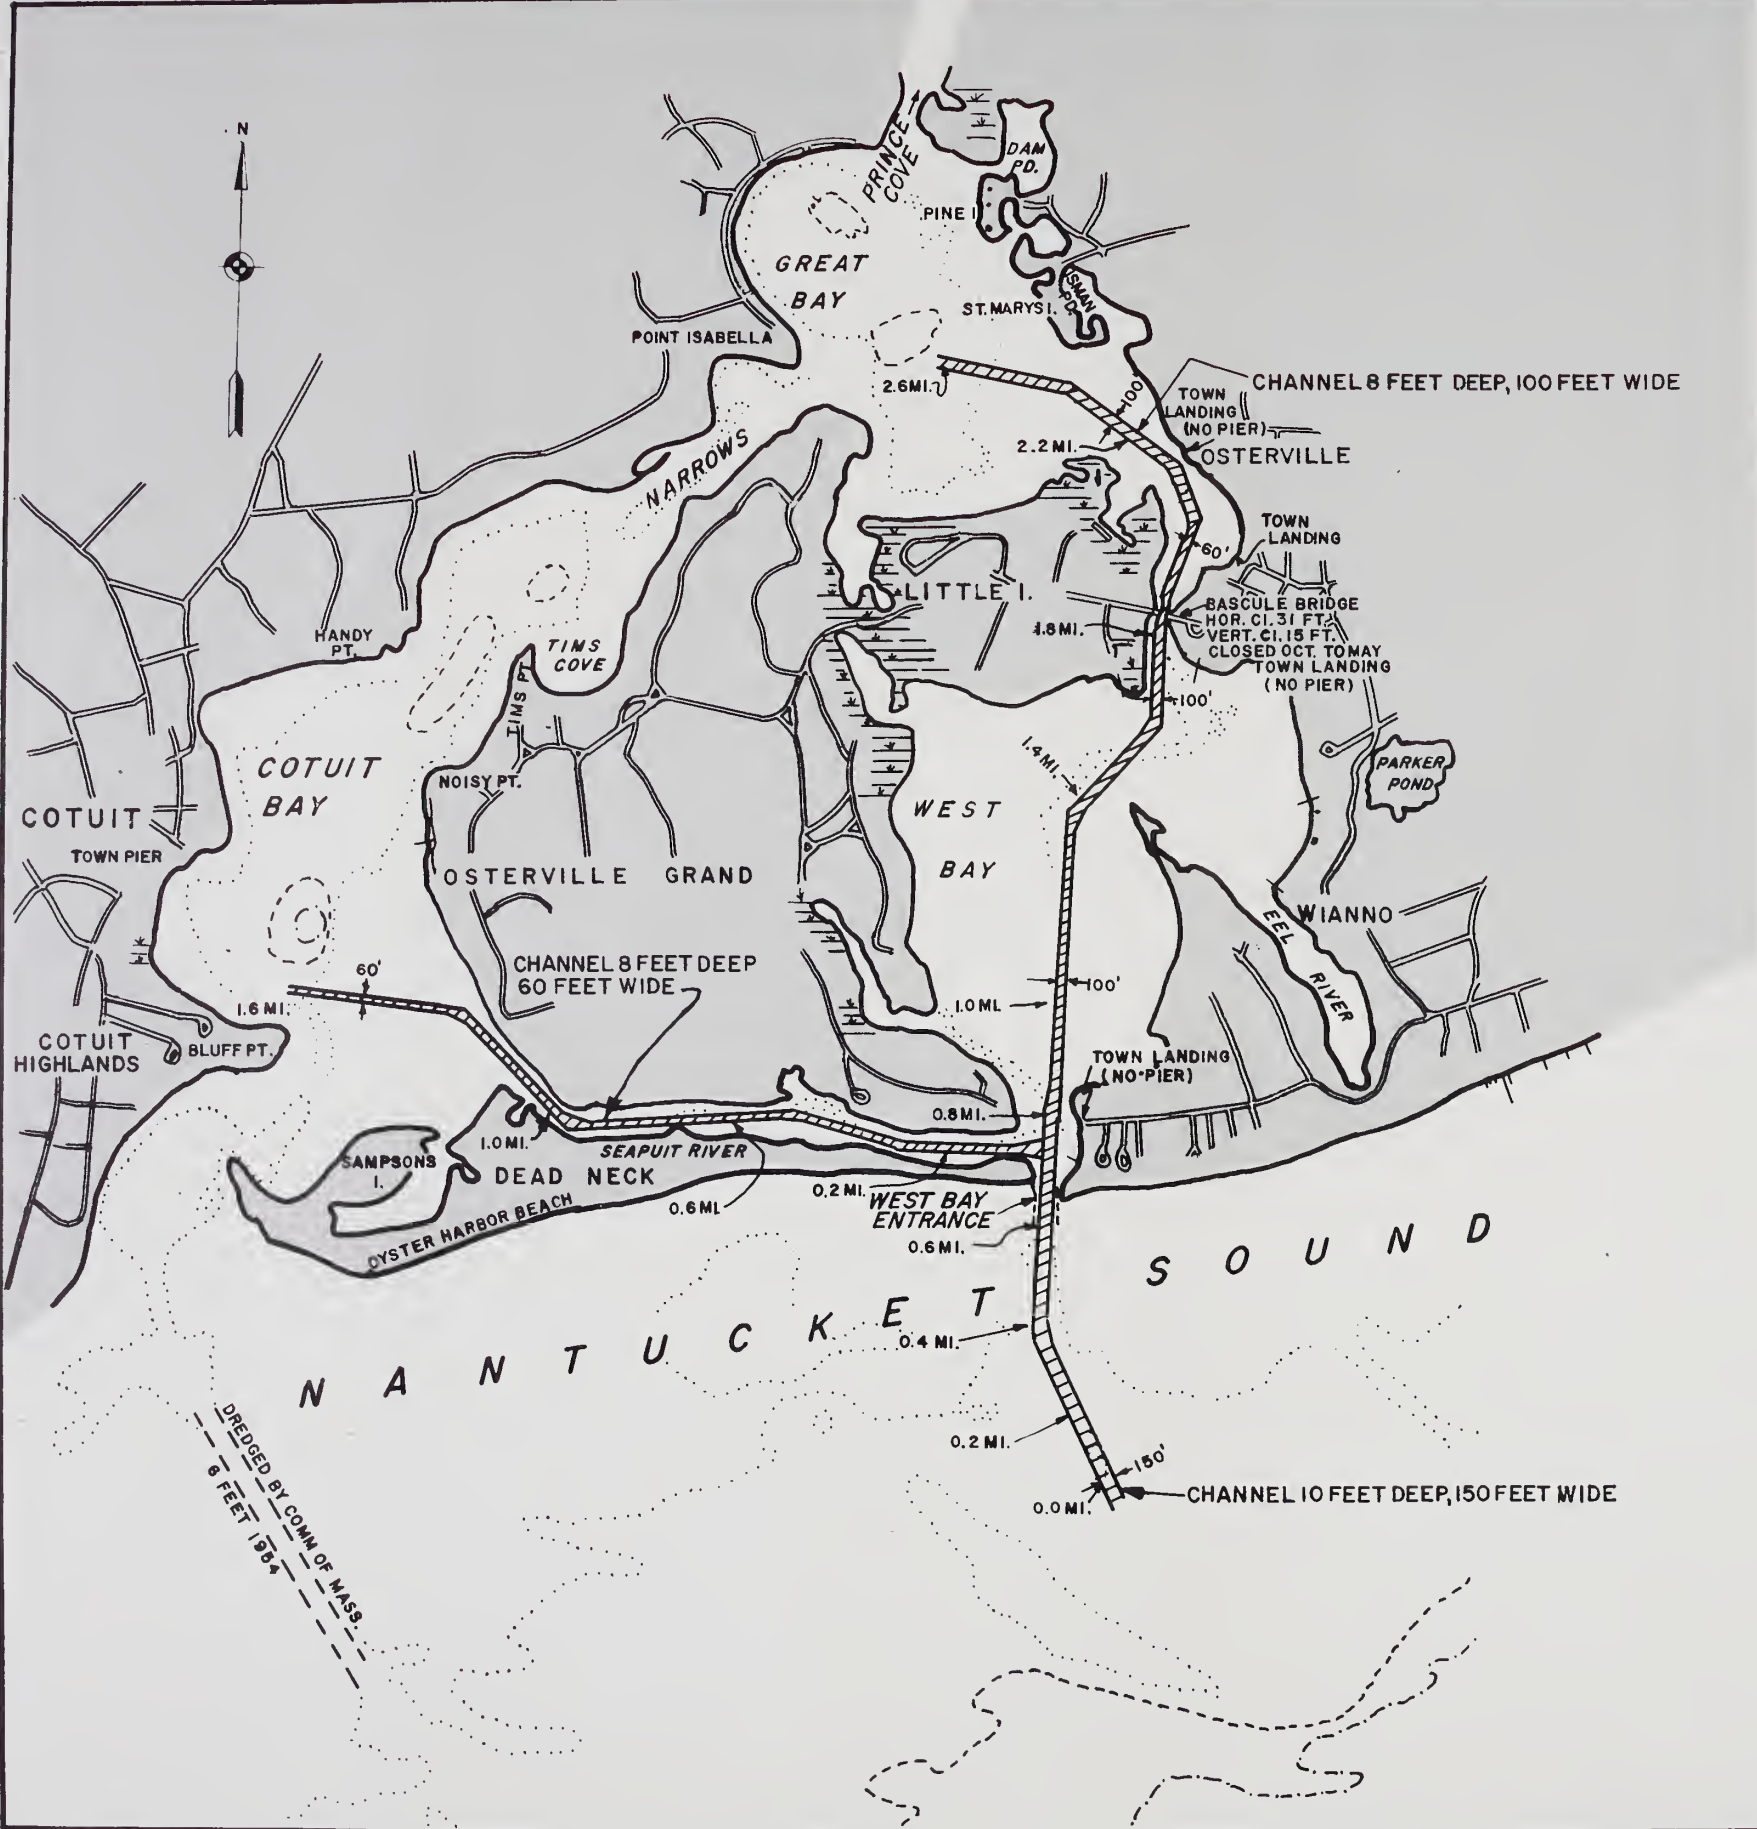 N
PRINCE
COVE
DAM
PD.
PINE I.
GREAT
BAY
ST. MARYS I.
ISMAN
PD.
POINT ISABELLA
2.6 MI.
100'
CHANNEL 8 FEET DEEP, 100 FEET WIDE
TOWN
LANDING
(NO PIER)
2.2 MI.
OSTERVILLE
NARROWS
TOWN
LANDING
60'
LITTLE I.
BASCULE BRIDGE
HOR. Cl. 31 FT.
VERT. Cl. 15 FT.
CLOSED OCT. TO MAY
1.8 MI.
TOWN LANDING
(NO PIER)
100'
HANDY
PT.
TIMS
COVE
TIMS PT.
1.4 MI.
COTUIT
BAY
NOISY PT.
PARKER
POND
WEST
BAY
COTUIT
TOWN PIER
OSTERVILLE GRAND
WIANNO
EEL
RIVER
CHANNEL 8 FEET DEEP
60 FEET WIDE
60'
1.6 MI.
100'
1.0 MI.
COTUIT
HIGHLANDS
BLUFF PT.
TOWN LANDING
(NO PIER)
0.8 MI.
1.0 MI.
SEAPUIT RIVER
SAMPSONS
I.
DEAD NECK
0.2 MI.
0.6 MI.
WEST BAY
ENTRANCE
OYSTER HARBOR BEACH
0.6 MI.
NANTUCKET SOUND
0.4 MI.
0.2 MI.
150'
0.0 MI.
CHANNEL 10 FEET DEEP, 150 FEET WIDE
DREDGED BY COMM OF MASS.
6 FEET 1954